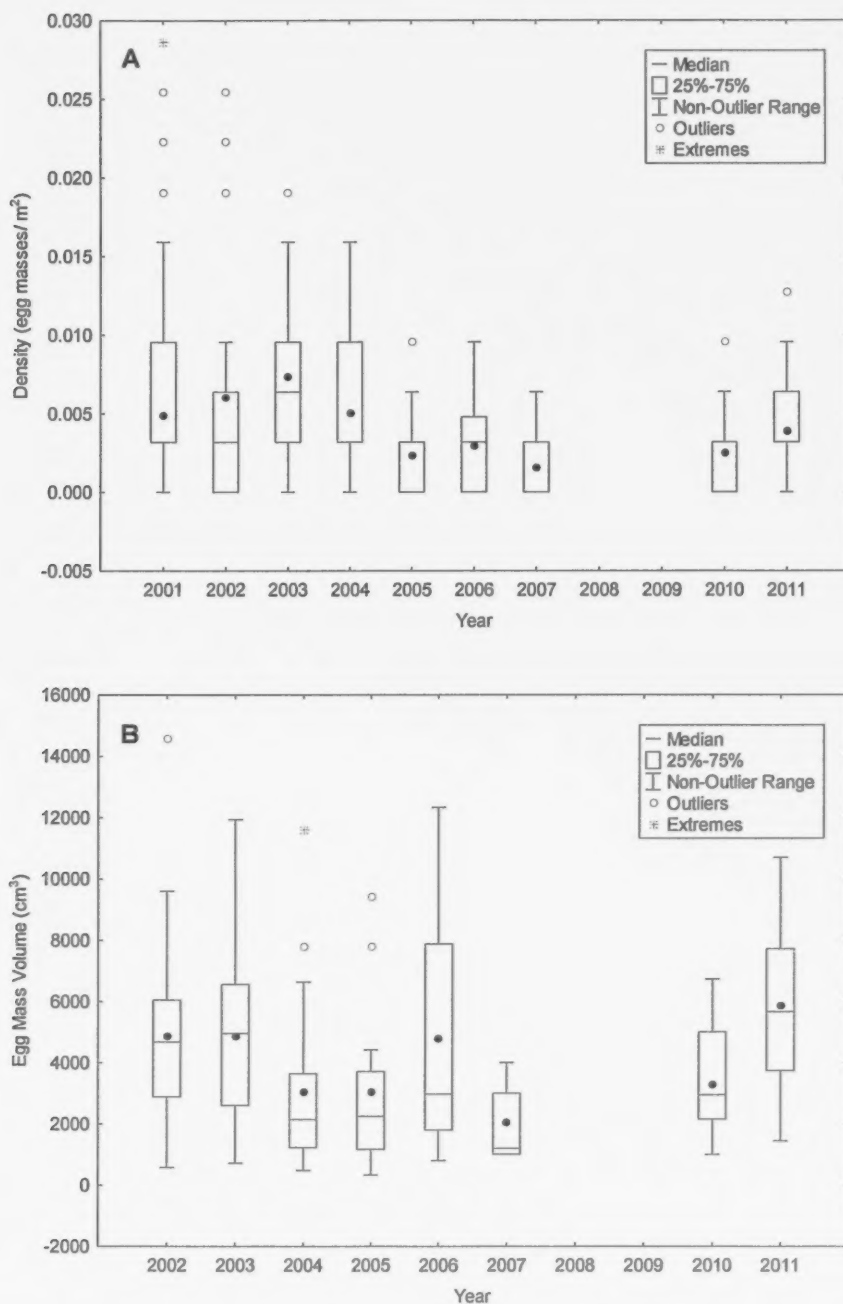 A
0.030
0.025
0.020
0.015
0.010
0.005
0.000
-0.005
Density (egg masses/ m²)
Median
25%-75%
Non-Outlier Range
Outliers
Extremes
2001 2002 2003 2004 2005 2006 2007 2008 2009 2010 2011
Year
B
16000
14000
12000
10000
8000
6000
4000
2000
0
-2000
Egg Mass Volume (cm³)
Median
25%-75%
Non-Outlier Range
Outliers
Extremes
2002 2003 2004 2005 2006 2007 2008 2009 2010 2011
Year